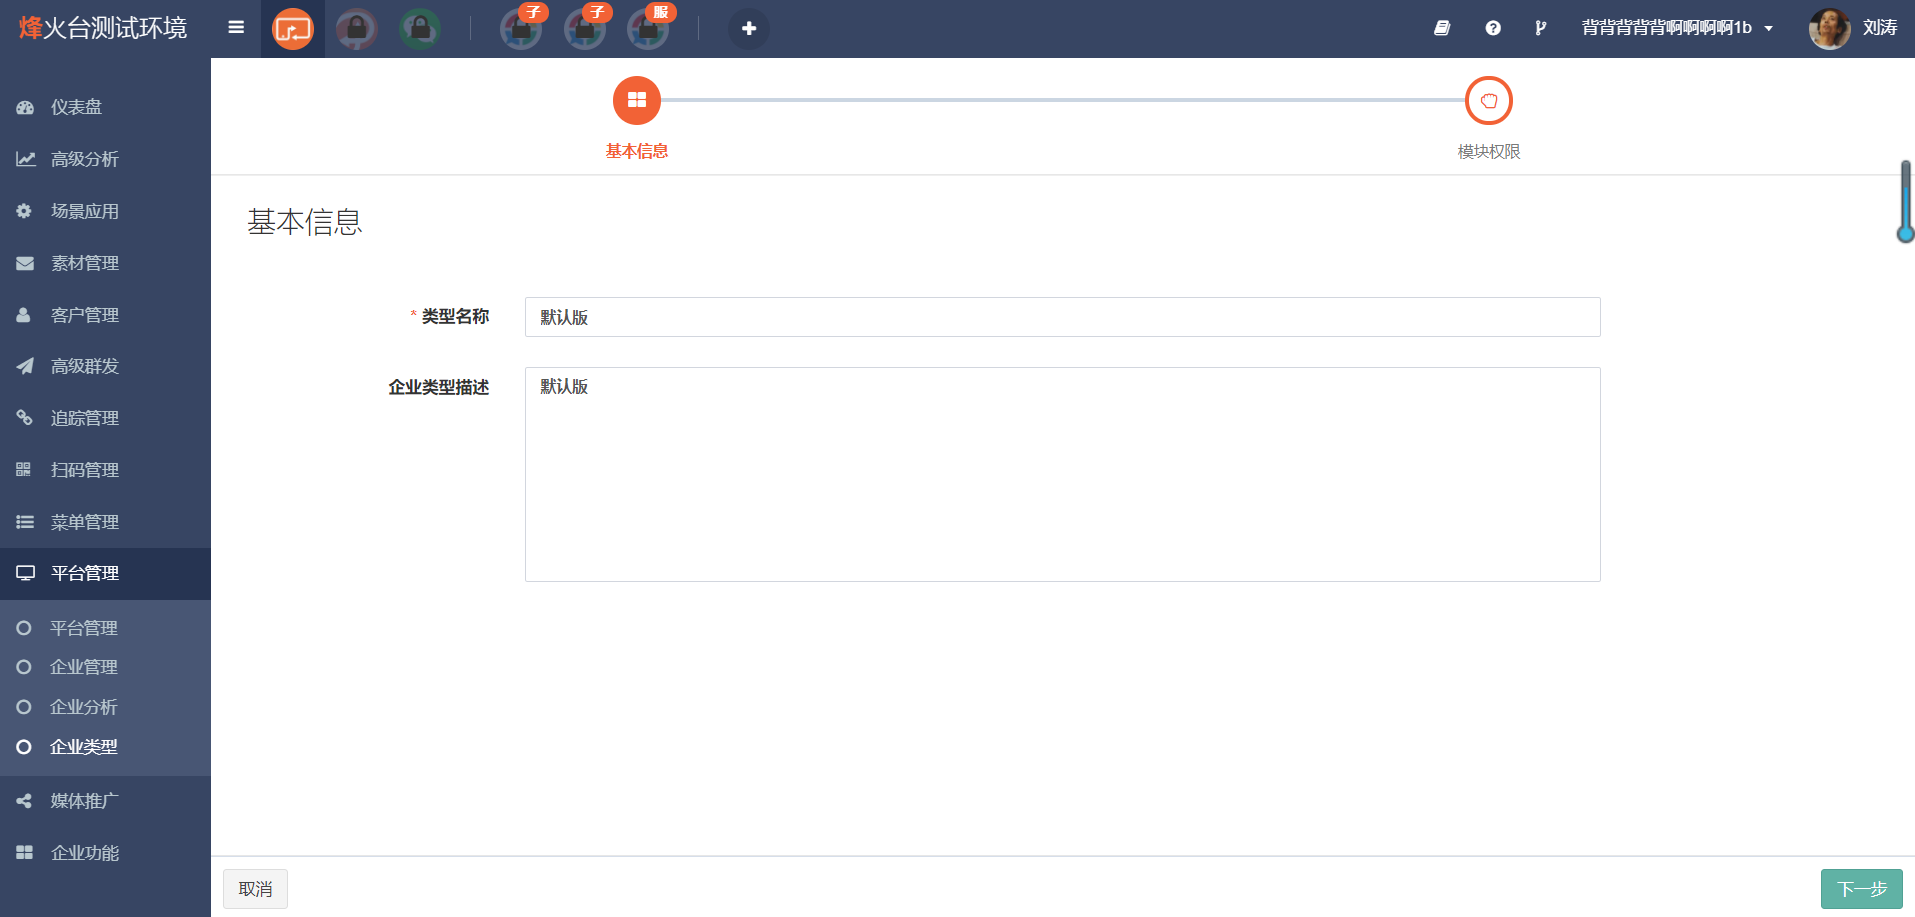 烽火台测试环境
子
子
服
背背背背背啊啊啊啊1b
刘涛
仪表盘
高级分析
场景应用
素材管理
客户管理
高级群发
追踪管理
扫码管理
菜单管理
平台管理
平台管理
企业管理
企业分析
企业类型
媒体推广
企业功能
基本信息
模块权限
基本信息
* 类型名称
默认版
企业类型描述
默认版
取消
下一步